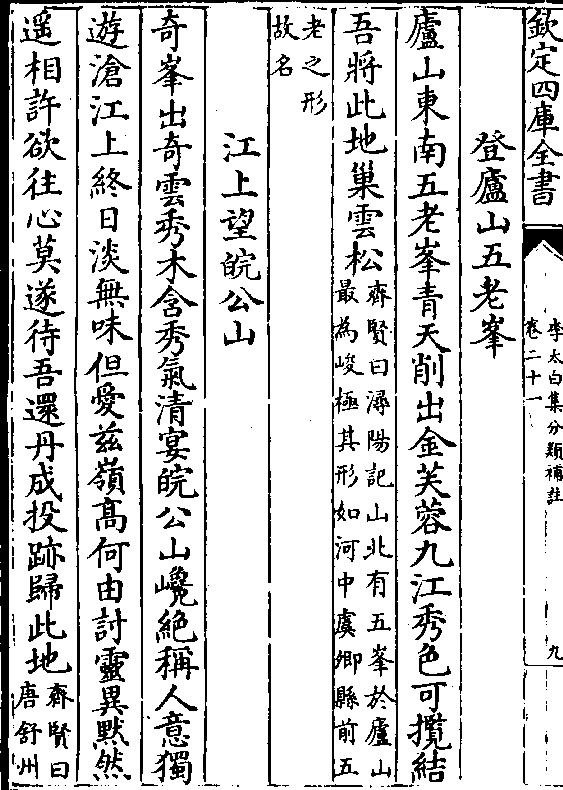 欽定四庫全書
李太白集分類補註
卷二十一
九
登廬山五老峯
廬山東南五老峯青天削出金芙蓉九江秀色可攬結
吾將此地巢雲松
齊賢曰潯陽記山北有五峯於廬山
最為峻極其形如河中虞鄉縣前五
老之形
故名
江上望皖公山
奇峯出奇雲秀木含秀氣清宴皖公山巉絶稱人意獨
遊滄江上終日淡無味但愛兹嶺髙何由討靈異黙然
遥相許欲往心莫遂待吾還丹成投跡歸此地
齊賢曰
唐舒州